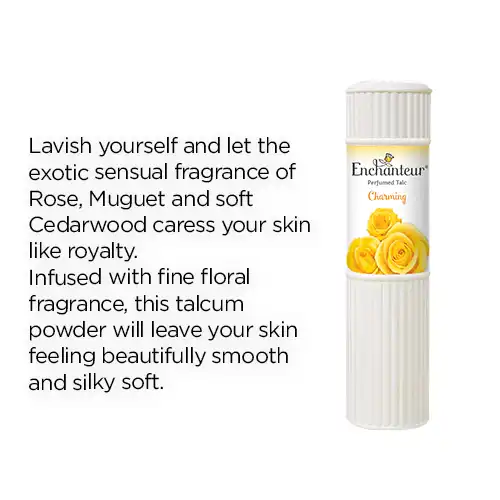 Lavish yourself and let the
exotic sensual fragrance of
Rose, Muguet and soft
Cedarwood caress your skin
like royalty.
Infused with fine floral
fragrance, this talcum
powder will leave your skin
feeling beautifully smooth
and silky soft.
Enchanteur
Perfumed Talc
Charming